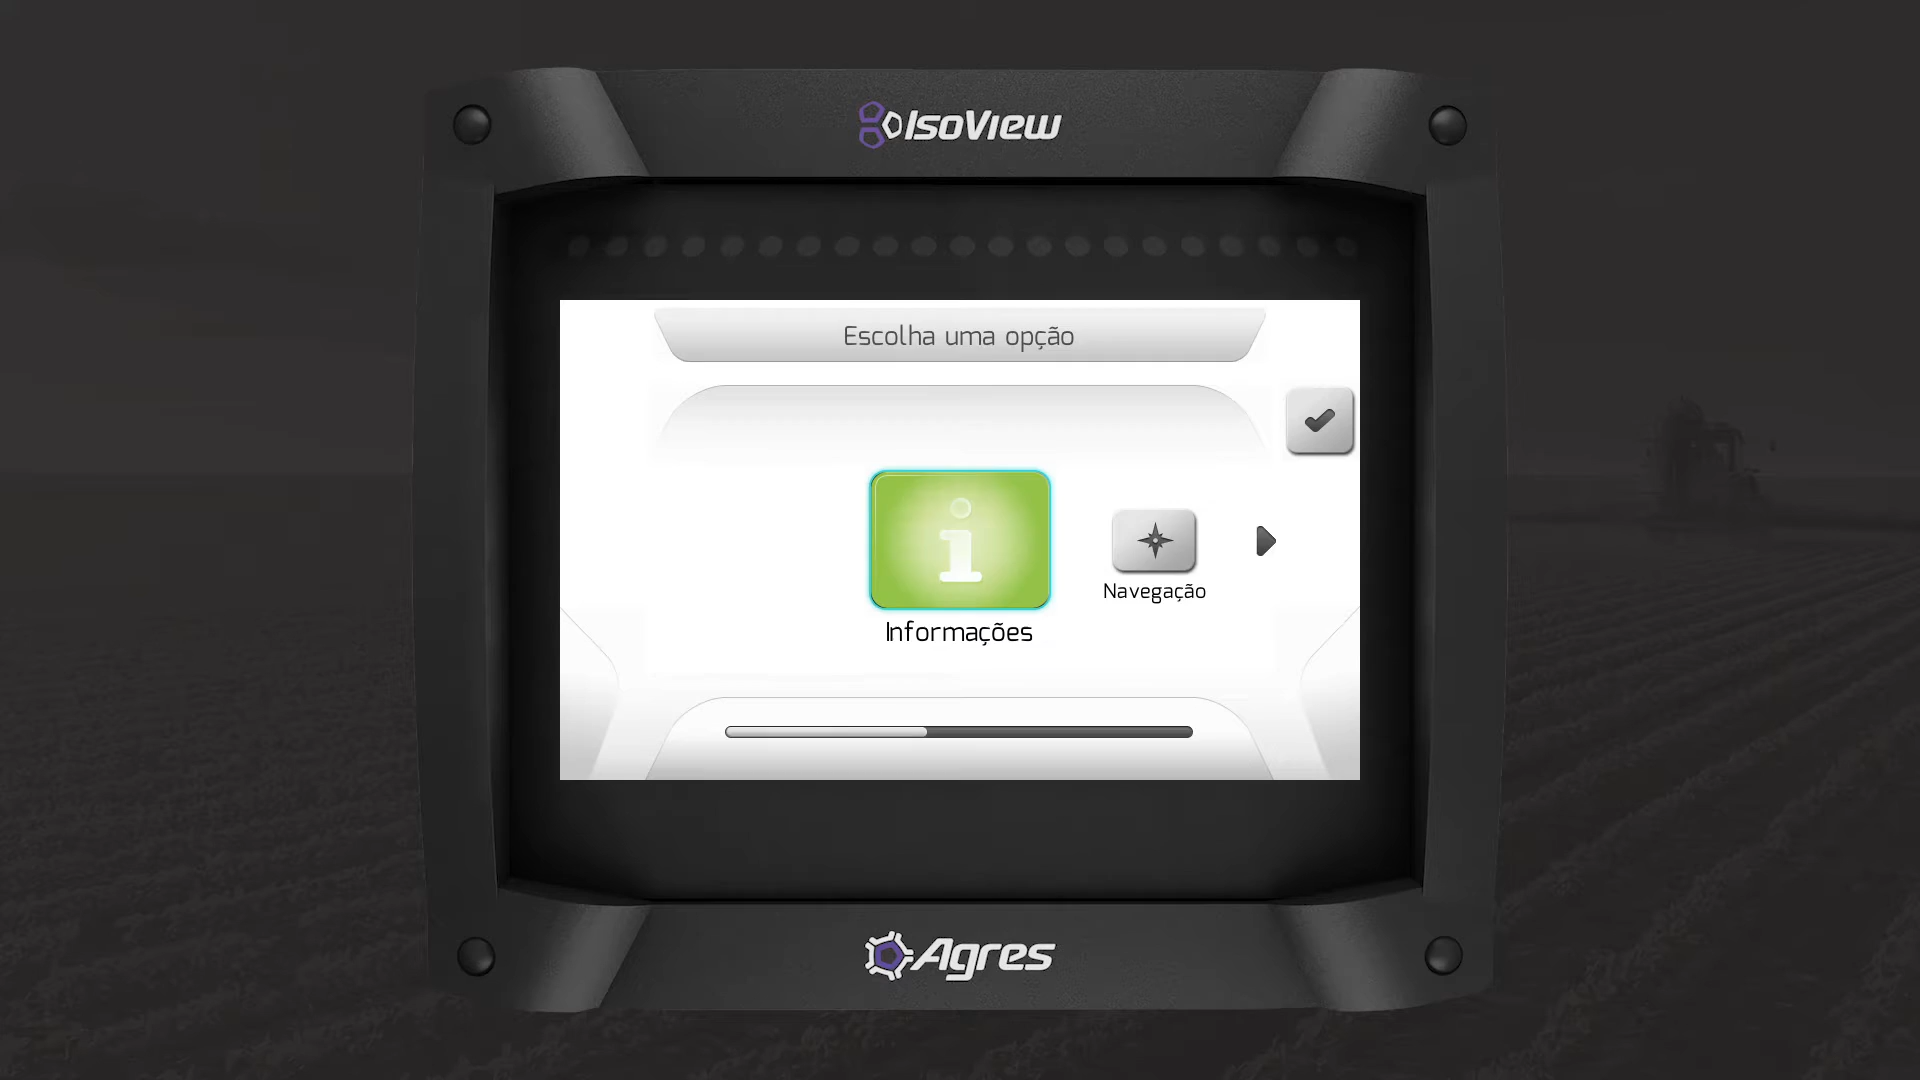 IsoView
Escolha uma opção
Navegação
Informações
Agres